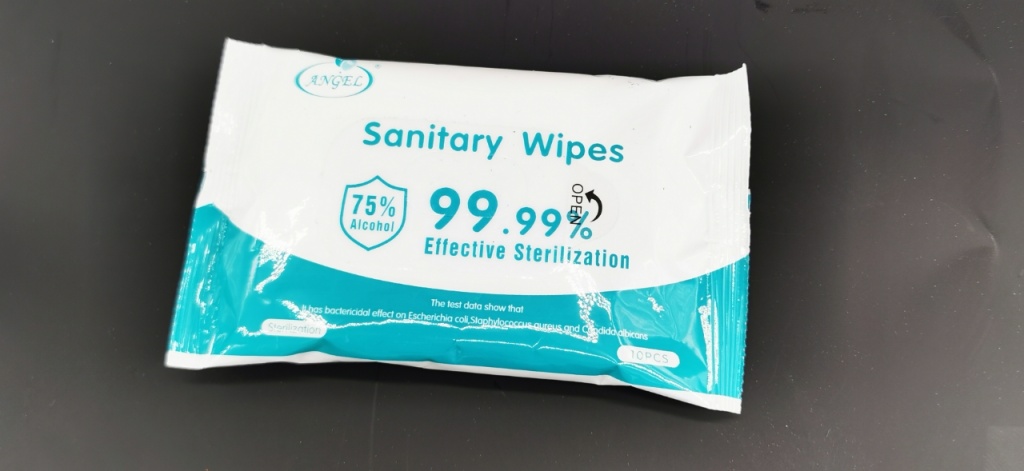 ANGEL
Sanitary Wipes
75%
Alcohol
99.99%
OPEN
Effective Sterilization
The test data show that
It has bactericidal effect on Escherichia coli,Staphylococcus aureus and Candida albicans
Sterilization
10PCS